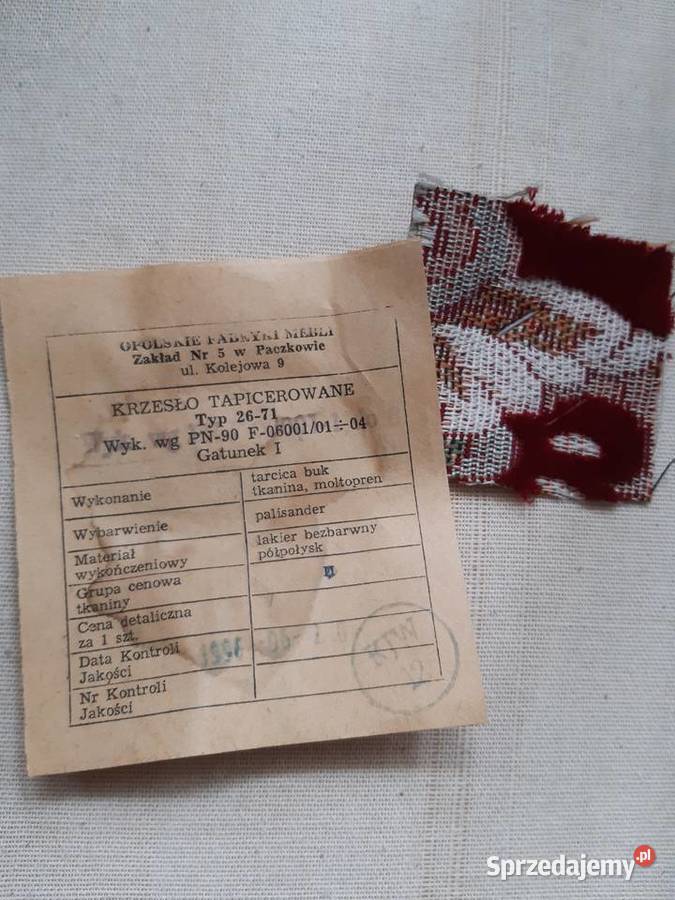 OPOLSKIE FABRYKI MEBLI
Zakład Nr 5 w Paczkowie
ul. Kolejowa 9
KRZESŁO TAPICEROWANE
Typ 26-71
Wyk. wg PN-90 F-06001/01÷04
Gatunek I
Wykonanie
tarcica buk
tkanina, moltopren
Wybarwienie
palisander
Materiał
wykończeniowy
lakier bezbarwny
półpołysk
Grupa cenowa
tkaniny
Cena detaliczna
za 1 szt.
Data Kontroli
Jakości
Nr Kontroli
Jakości
Sprzedajemy.pl